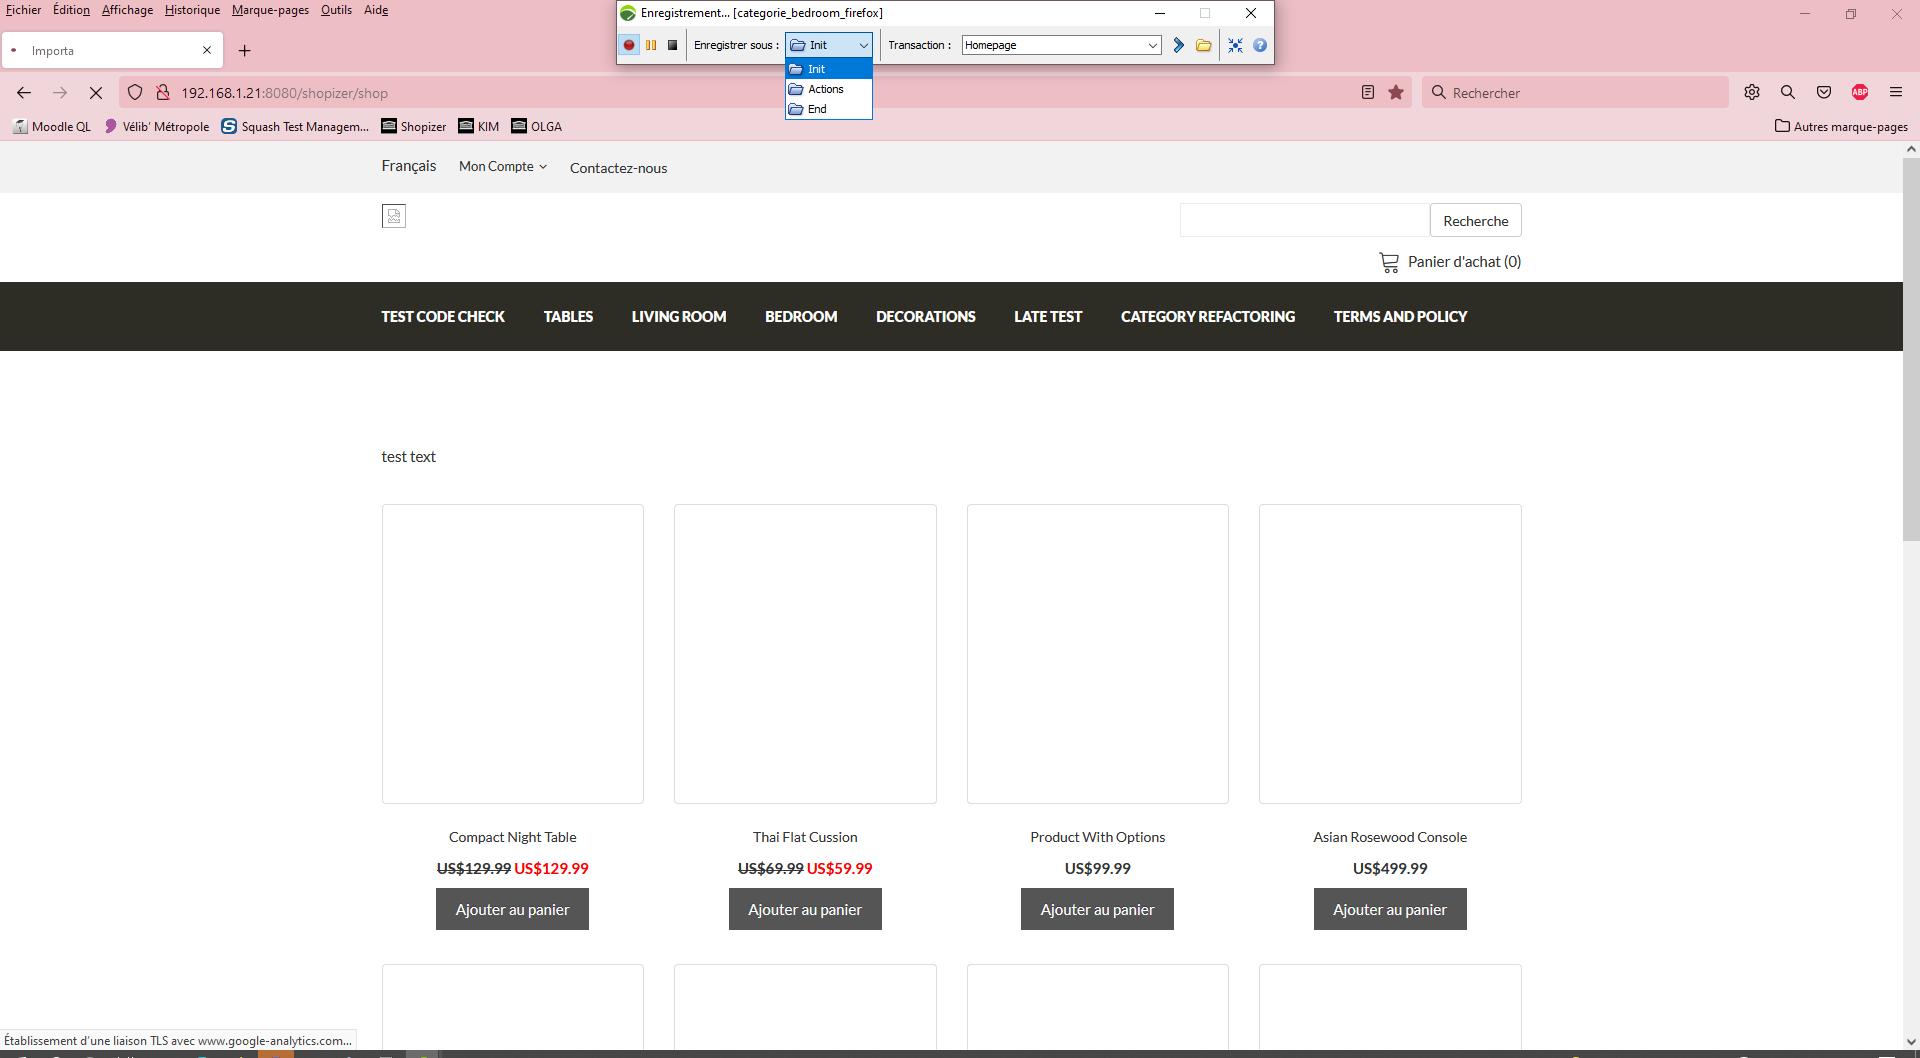 Fichier Édition Affichage Historique Marque-pages Outils Aide
Enregistrement... [categorie_bedroom_firefox]
Importa
Enregistrer sous : Init Transaction : Homepage
Init
Actions
End
192.168.1.21:8080/shopizer/shop
Rechercher
ABP
Moodle QL Vélib' Métropole Squash Test Managem... Shopizer KIM OLGA Autres marque-pages
Français Mon Compte Contactez-nous
Recherche
Panier d'achat (0)
TEST CODE CHECK TABLES LIVING ROOM BEDROOM DECORATIONS LATE TEST CATEGORY REFACTORING TERMS AND POLICY
test text
Compact Night Table Thai Flat Cussion Product With Options Asian Rosewood Console
US$129.99 US$129.99 US$69.99 US$59.99 US$99.99 US$499.99
Ajouter au panier Ajouter au panier Ajouter au panier Ajouter au panier
Établissement d'une liaison TLS avec www.google-analytics.com...